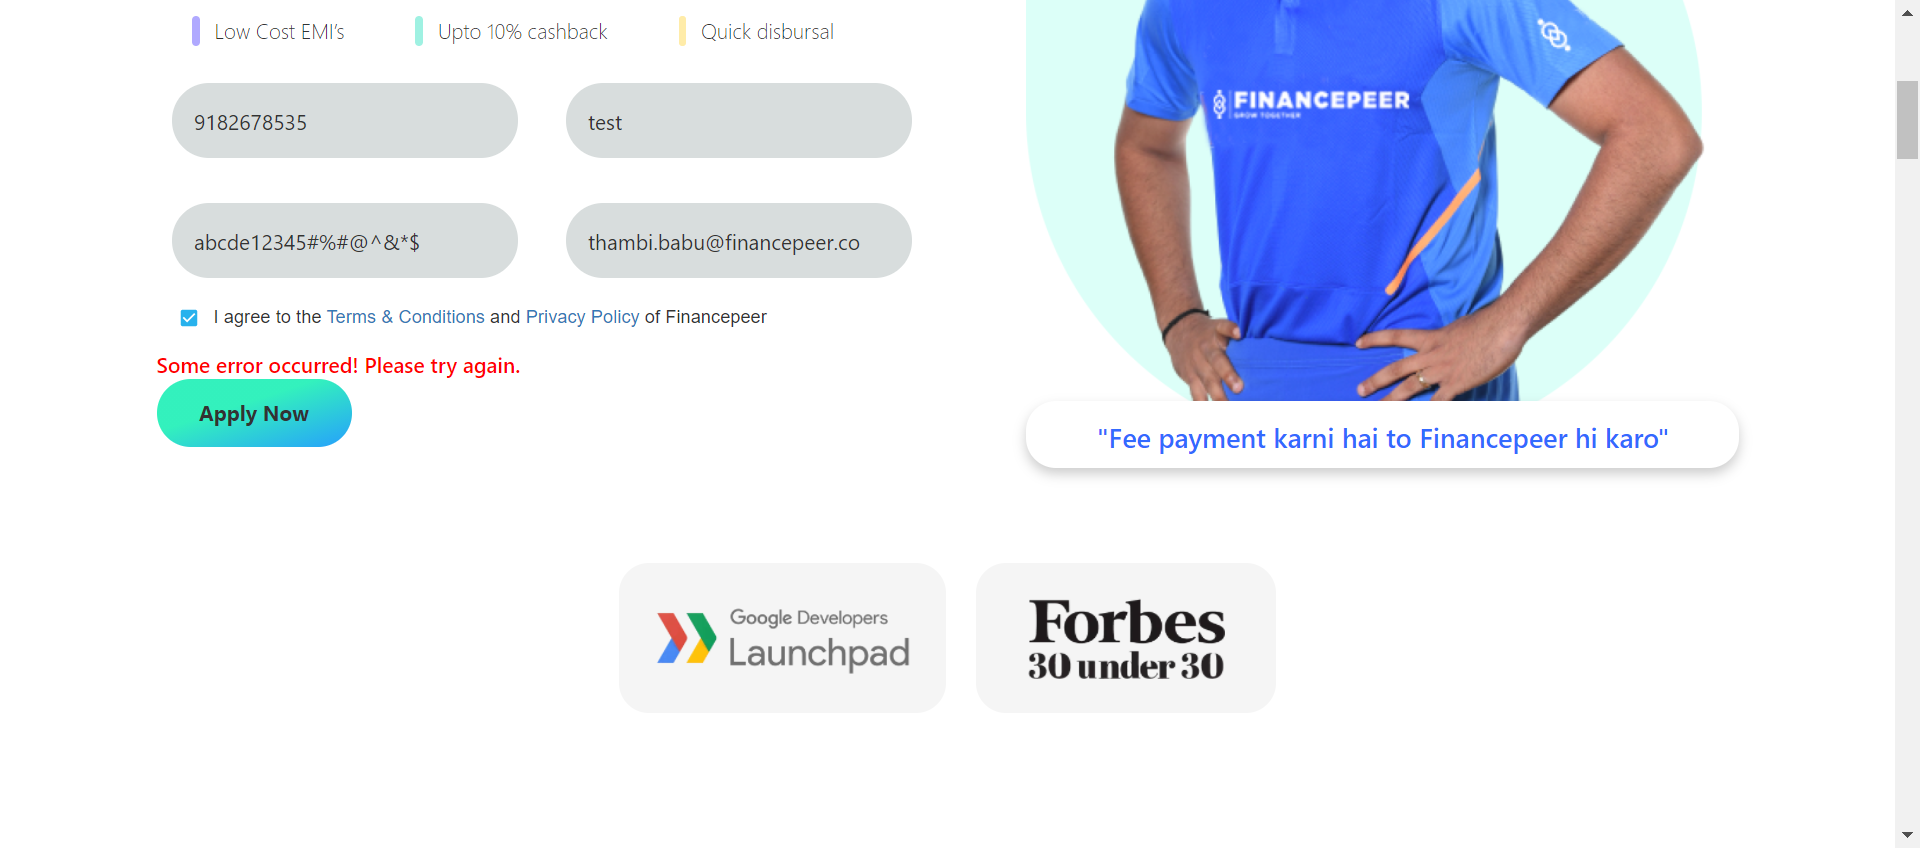 Low Cost EMI's
Upto 10% cashback
Quick disbursal
9182678535
test
abcde12345#%#@^&*$
thambi.babu@financepeer.co
I agree to the Terms & Conditions and Privacy Policy of Financepeer
Some error occurred! Please try again.
Apply Now
FINANCEPEER
GROW TOGETHER
"Fee payment karni hai to Financepeer hi karo"
Google Developers
Launchpad
Forbes
30 under 30